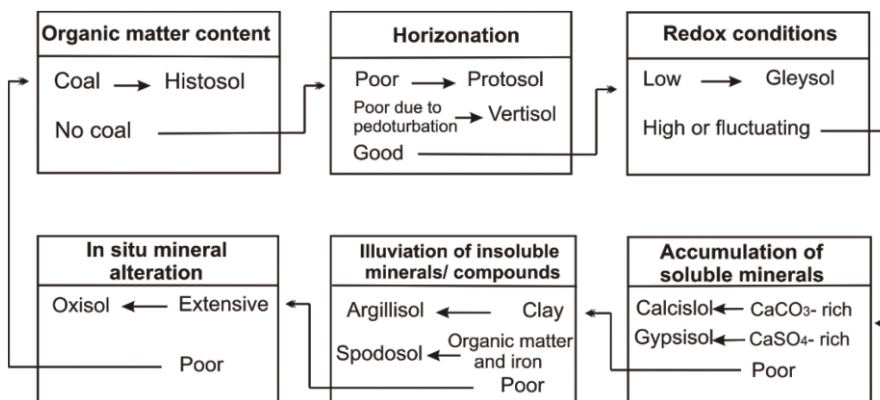 Organic matter content
Coal → Histosol
No coal
Horizonation
Poor → Protosol
Poor due to
pedoturbation → Vertisol
Good
Redox conditions
Low → Gleysol
High or fluctuating
In situ mineral
alteration
Oxisol ← Extensive
Poor
Illuviation of insoluble
minerals/ compounds
Argillisol ← Clay
Spodosol ← Organic matter
and iron
Poor
Accumulation of
soluble minerals
Calcislol ← CaCO3- rich
Gypsisol ← CaSO4- rich
Poor